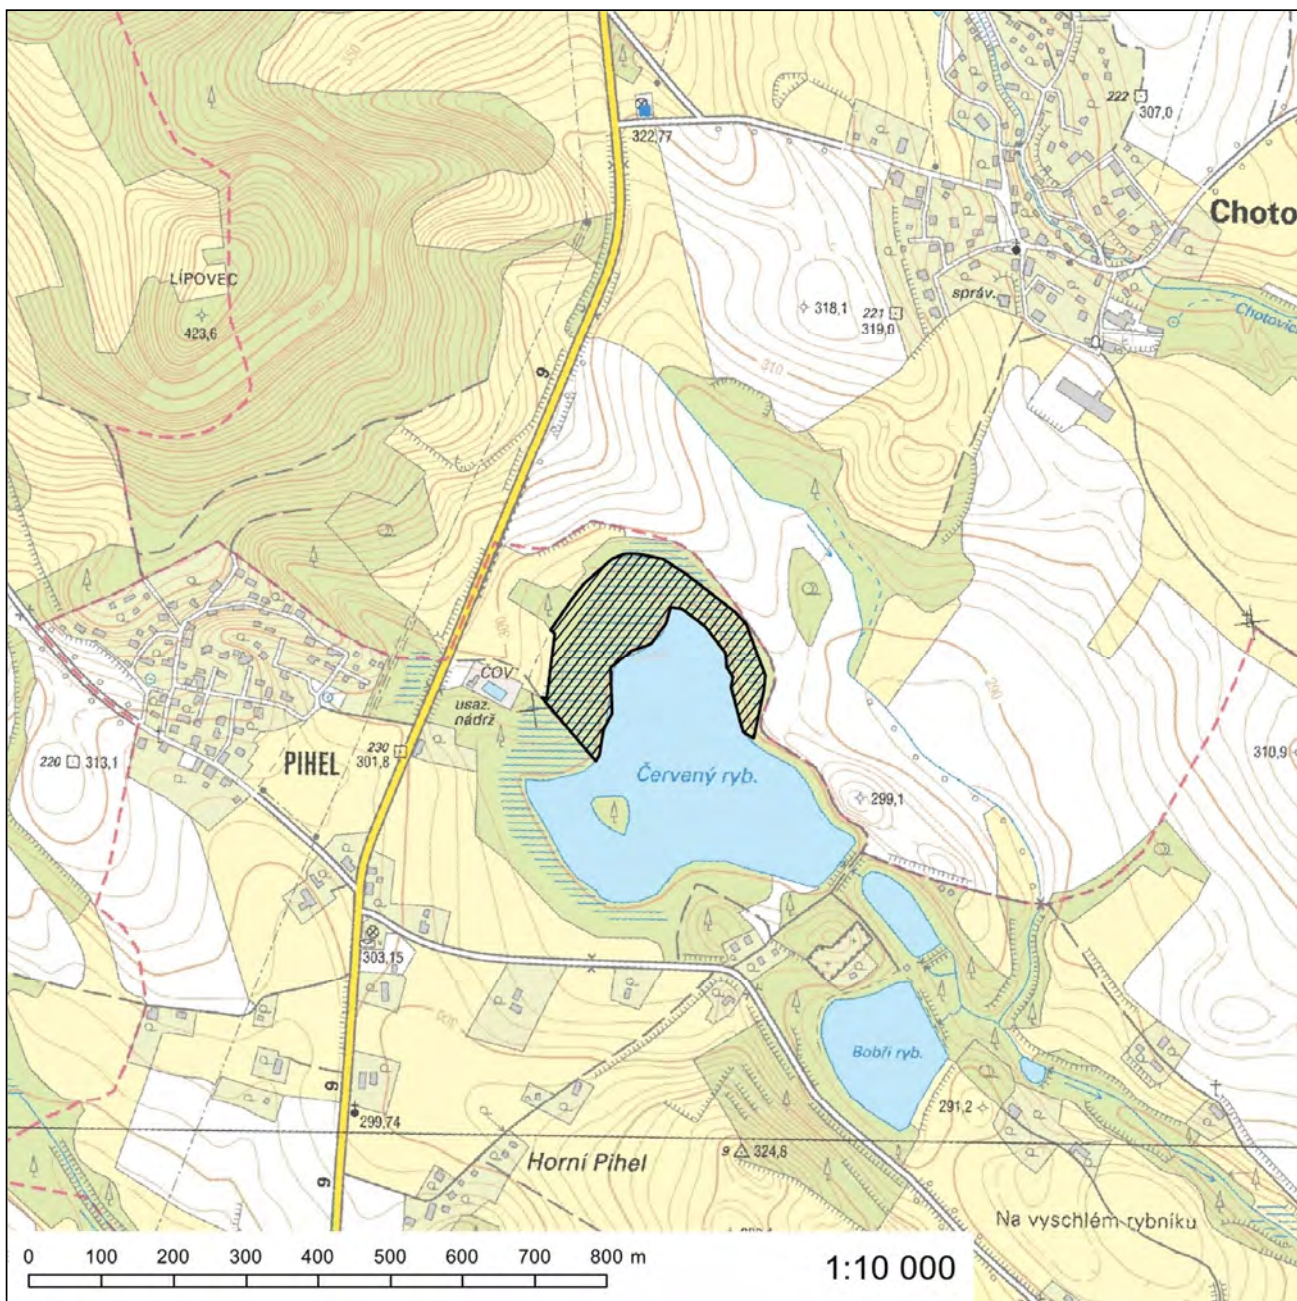 350
222
307,0
322,77
Choto
LÍPOVEC
423,6
správ.
318,1
221
319,0
Chotovic
310
9
300
ČOV
usaz.
nádrž
290
230
301,8
PIHEL
220
313,1
310,9
Červený ryb.
299,1
303,15
300
Bobří ryb.
291,2
9
299,74
9
324,8
Horní Pihel
9
Na vyschlém rybníku
0 100 200 300 400 500 600 700 800 m
1:10 000